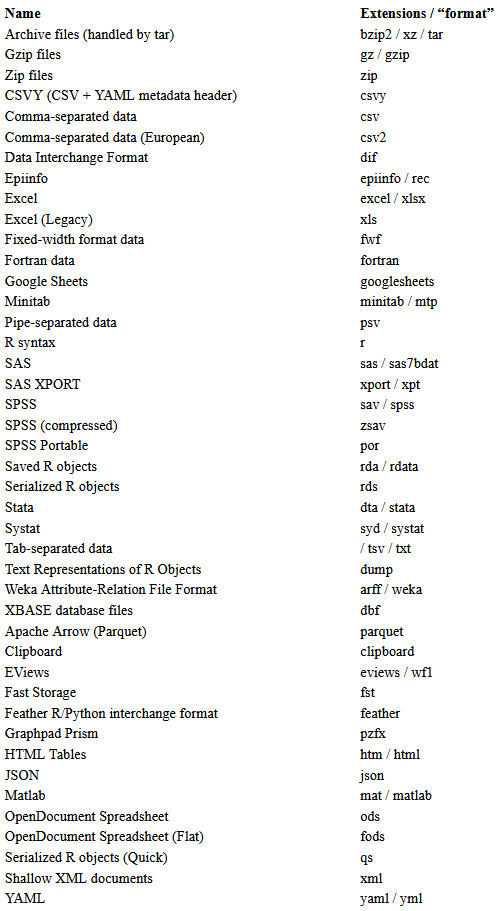 Name Extensions / “format”
Archive files (handled by tar) bzip2 / xz / tar
Gzip files gz / gzip
Zip files zip
CSVY (CSV + YAML metadata header) csvy
Comma-separated data csv
Comma-separated data (European) csv2
Data Interchange Format dif
Epiinfo epiinfo / rec
Excel excel / xlsx
Excel (Legacy) xls
Fixed-width format data fwf
Fortran data fortran
Google Sheets googlesheets
Minitab minitab / mtp
Pipe-separated data psv
R syntax r
SAS sas / sas7bdat
SAS XPORT xport / xpt
SPSS sav / spss
SPSS (compressed) zsav
SPSS Portable por
Saved R objects rda / rdata
Serialized R objects rds
Stata dta / stata
Systat syd / systat
Tab-separated data / tsv / txt
Text Representations of R Objects dump
Weka Attribute-Relation File Format arff / weka
XBASE database files dbf
Apache Arrow (Parquet) parquet
Clipboard clipboard
EViews eviews / wf1
Fast Storage fst
Feather R/Python interchange format feather
Graphpad Prism pzfx
HTML Tables htm / html
JSON json
Matlab mat / matlab
OpenDocument Spreadsheet ods
OpenDocument Spreadsheet (Flat) fods
Serialized R objects (Quick) qs
Shallow XML documents xml
YAML yaml / yml